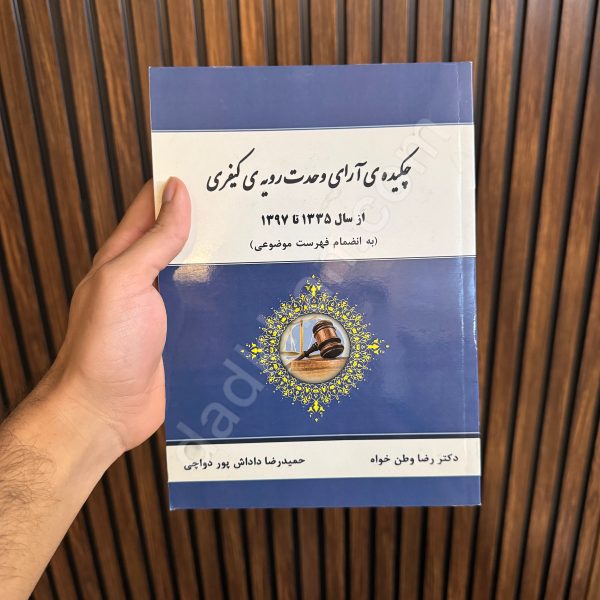 چکیده ی آرای وحدت رویه ی کیفری
از سال ۱۳۳۵ تا ۱۳۹۷
(به انضمام فهرست موضوعی)
دکتر رضا وطن خواه
حمیدرضا داداش پور دواچی